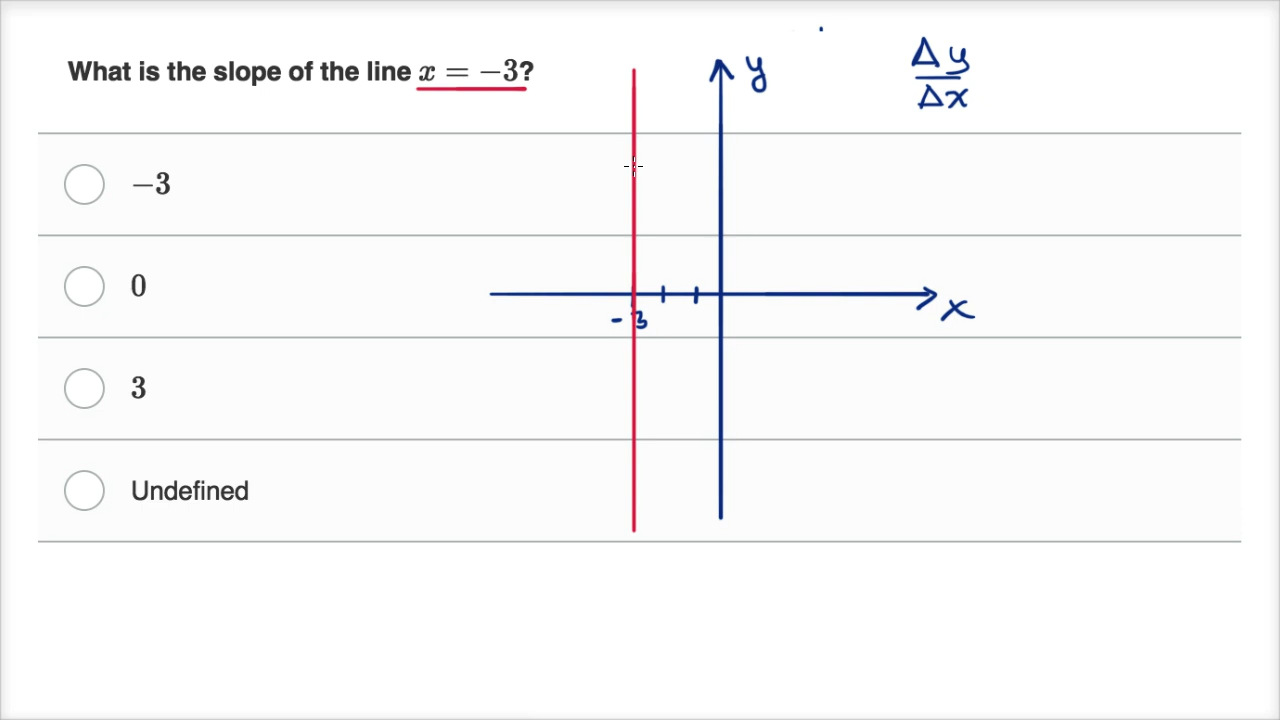 What is the slope of the line x = −3?
Δy
Δx
y
−3
0
x
-3
3
Undefined